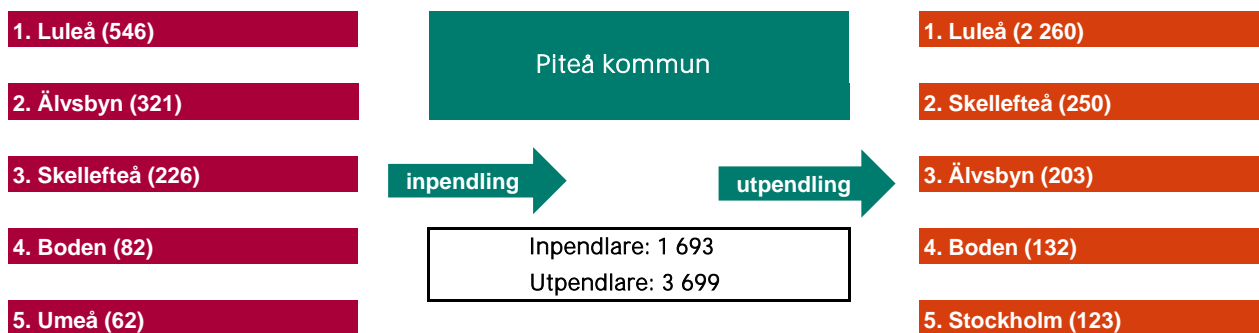 1. Luleå (546)
2. Älvsbyn (321)
3. Skellefteå (226)
4. Boden (82)
5. Umeå (62)
Piteå kommun
inpendling
utpendling
Inpendlare: 1 693
Utpendlare: 3 699
1. Luleå (2 260)
2. Skellefteå (250)
3. Älvsbyn (203)
4. Boden (132)
5. Stockholm (123)